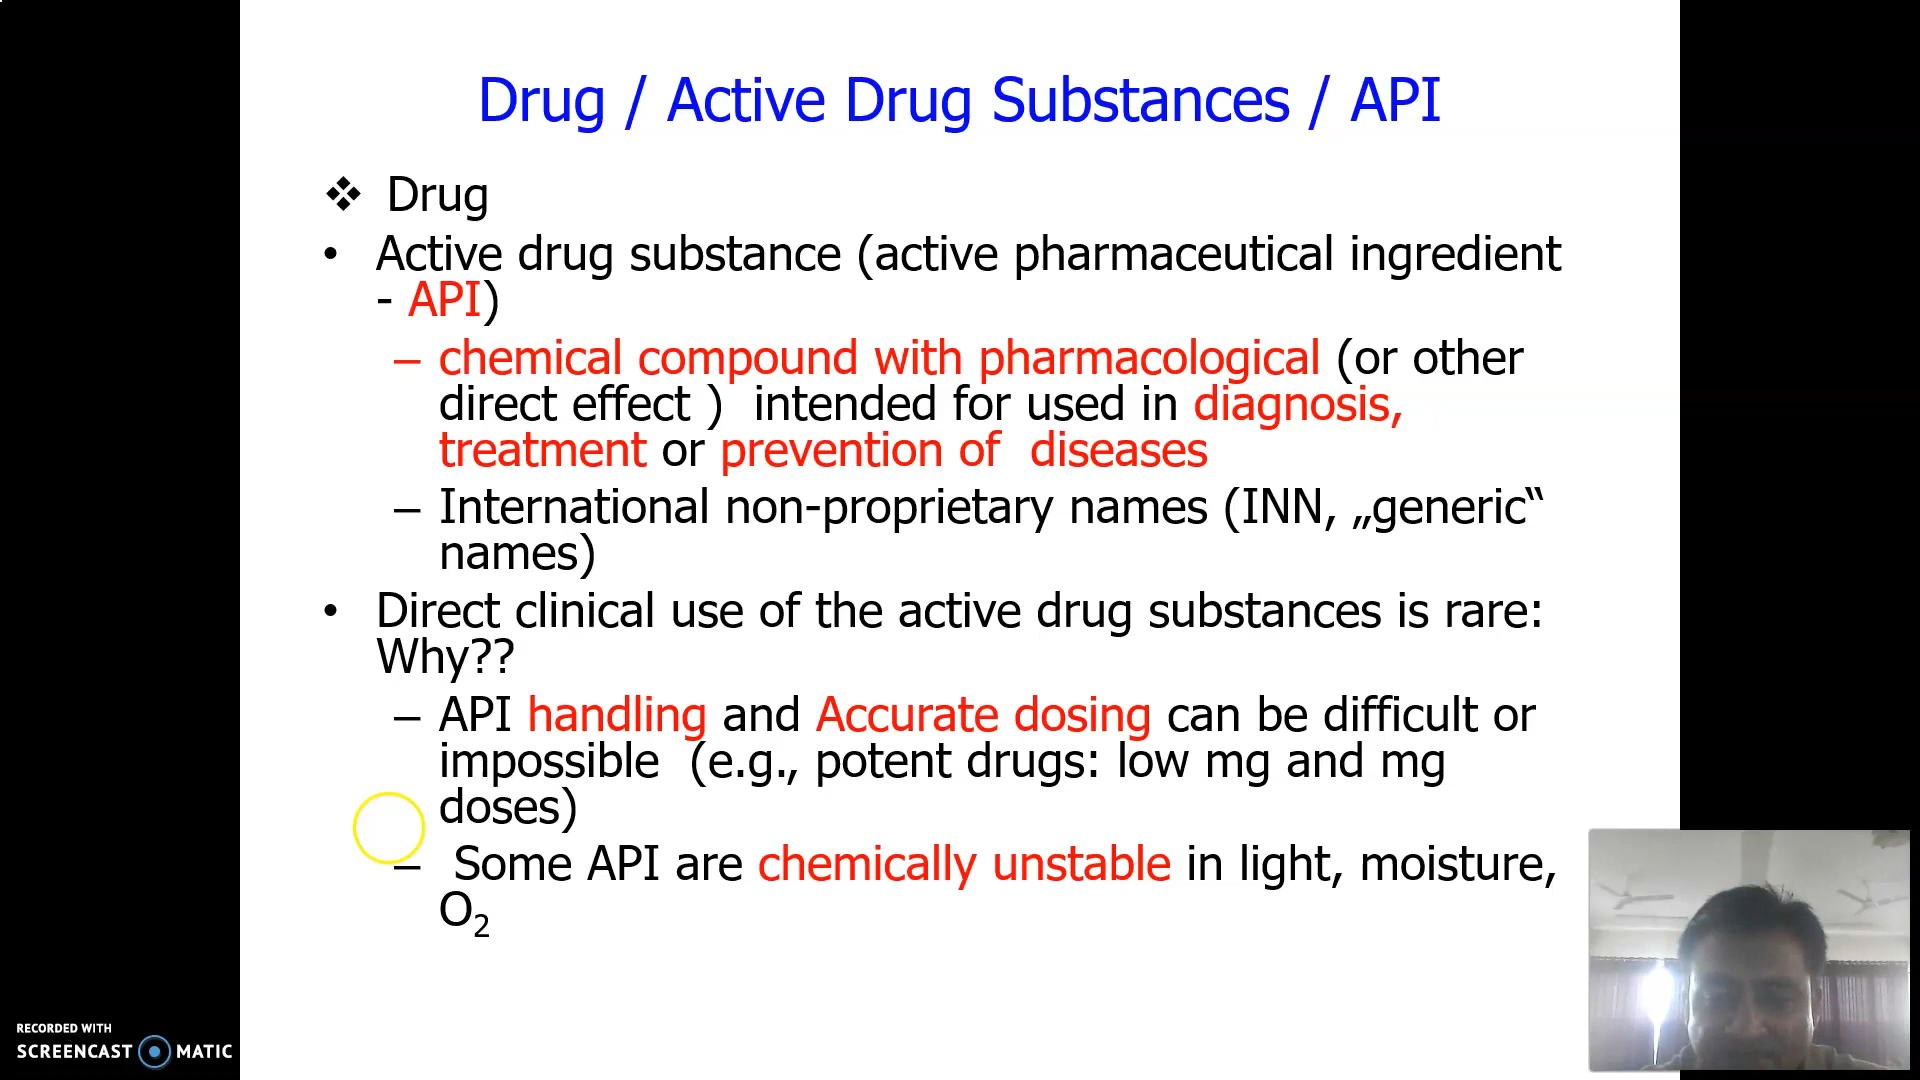 Drug / Active Drug Substances / API
❖ Drug
• Active drug substance (active pharmaceutical ingredient
- API)
– chemical compound with pharmacological (or other
direct effect ) intended for used in diagnosis,
treatment or prevention of diseases
– International non-proprietary names (INN, „generic“
names)
• Direct clinical use of the active drug substances is rare:
Why??
– API handling and Accurate dosing can be difficult or
impossible (e.g., potent drugs: low mg and mg
doses)
– Some API are chemically unstable in light, moisture,
O₂
RECORDED WITH
SCREENCAST MATIC